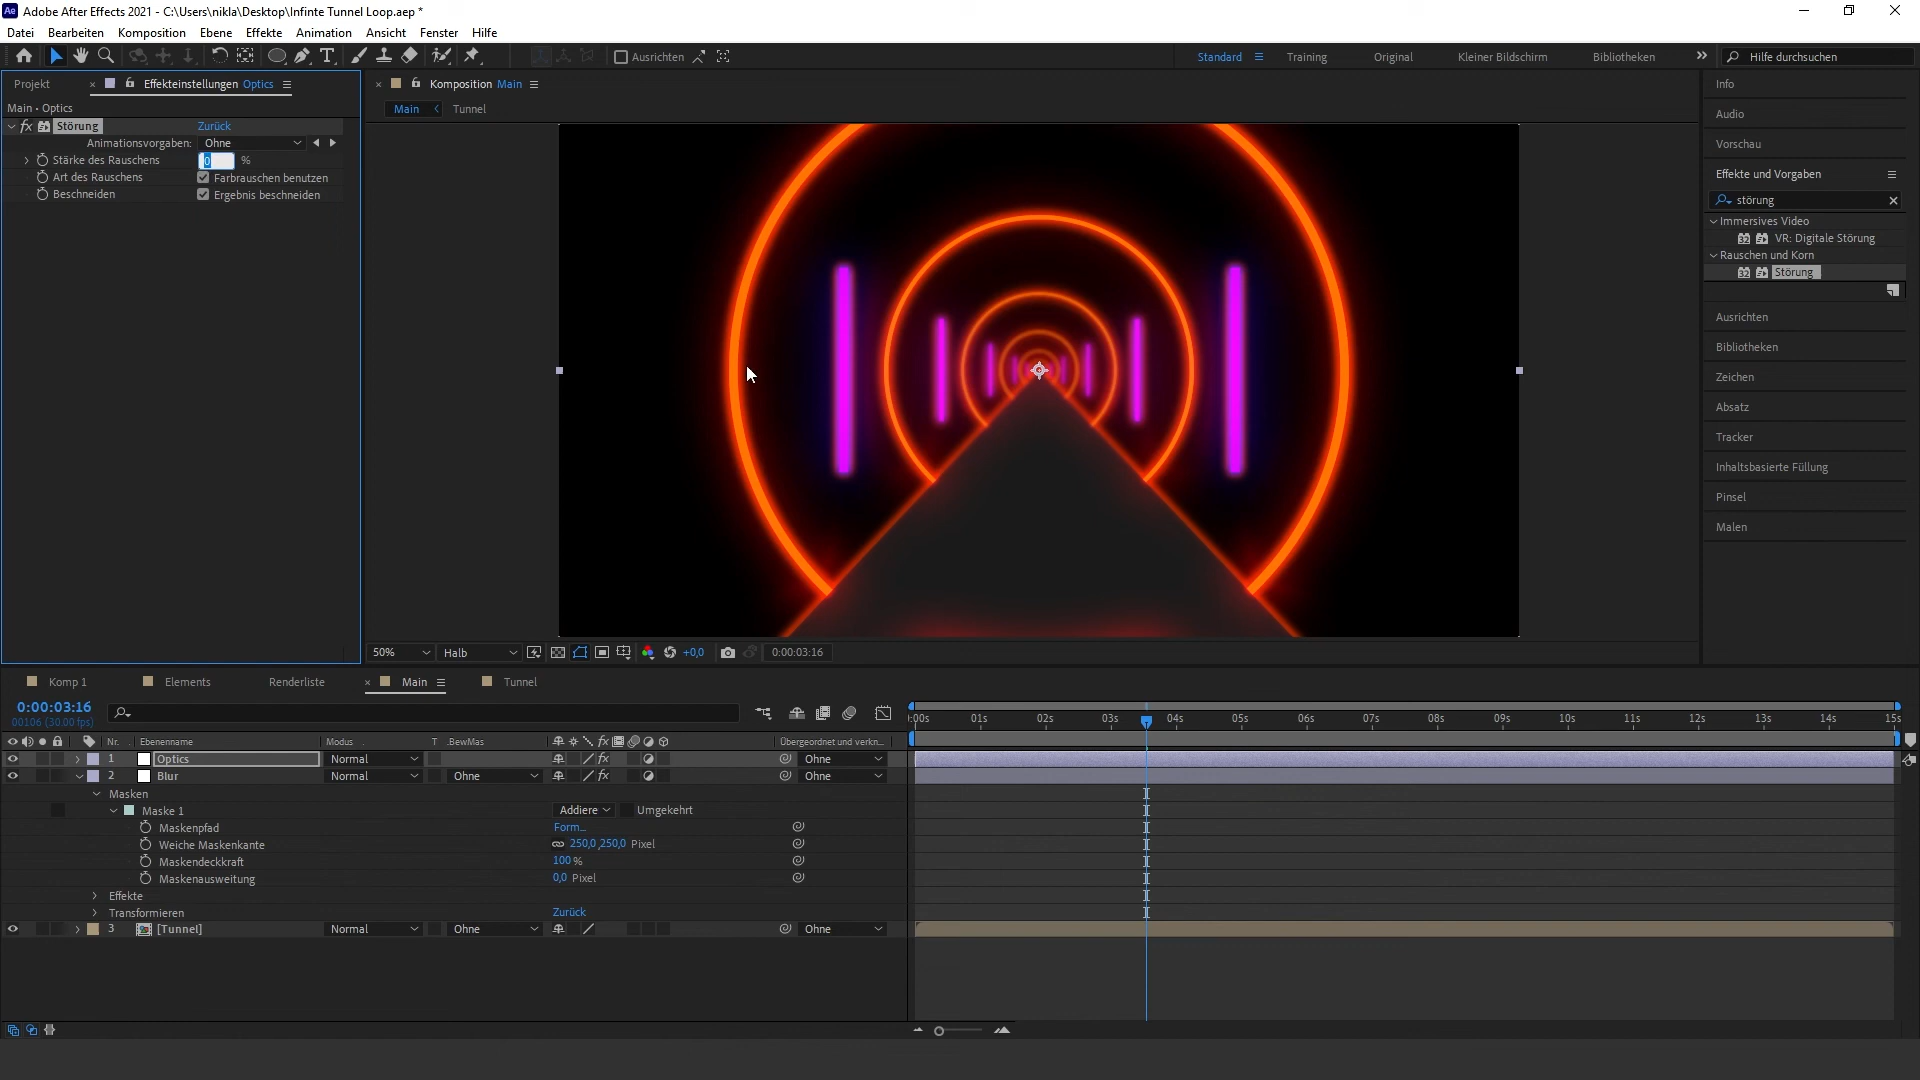 Adobe After Effects 2021 - C:\Users\nikla\Desktop\Infinte Tunnel Loop.aep *
Datei Bearbeiten Komposition Ebene Effekte Animation Ansicht Fenster Hilfe
Ausrichten Standard Training Original Kleiner Bildschirm Bibliotheken Hilfe durchsuchen
Projekt Effekteinstellungen Optics
Main • Optics
fx Störung Zurück
Animationsvorgaben: Ohne
Stärke des Rauschens 0 %
Art des Rauschens Farbrauschen benutzen
Beschneiden Ergebnis beschneiden
Komposition Main
Main Tunnel
50% Halb +0,0 0:00:03:16
Info
Audio
Vorschau
Effekte und Vorgaben
störung
Immersives Video
32 VR: Digitale Störung
Rauschen und Korn
32 Störung
Ausrichten
Bibliotheken
Zeichen
Absatz
Tracker
Inhaltsbasierte Füllung
Pinsel
Malen
Komp 1 Elements Renderliste Main Tunnel
0:00:03:16
00106 (30.00 fps)
:00s 01s 02s 03s 04s 05s 06s 07s 08s 09s 10s 11s 12s 13s 14s 15s
Nr. Ebenenname Modus T .BewMas fx Übergeordnet und verkn...
1 Optics Normal fx Ohne
2 Blur Normal Ohne fx Ohne
Masken
Maske 1 Addiere Umgekehrt
Maskenpfad Form...
Weiche Maskenkante 250,0,250,0 Pixel
Maskendeckkraft 100 %
Maskenausweitung 0,0 Pixel
Effekte
Transformieren Zurück
3 [Tunnel] Normal Ohne Ohne